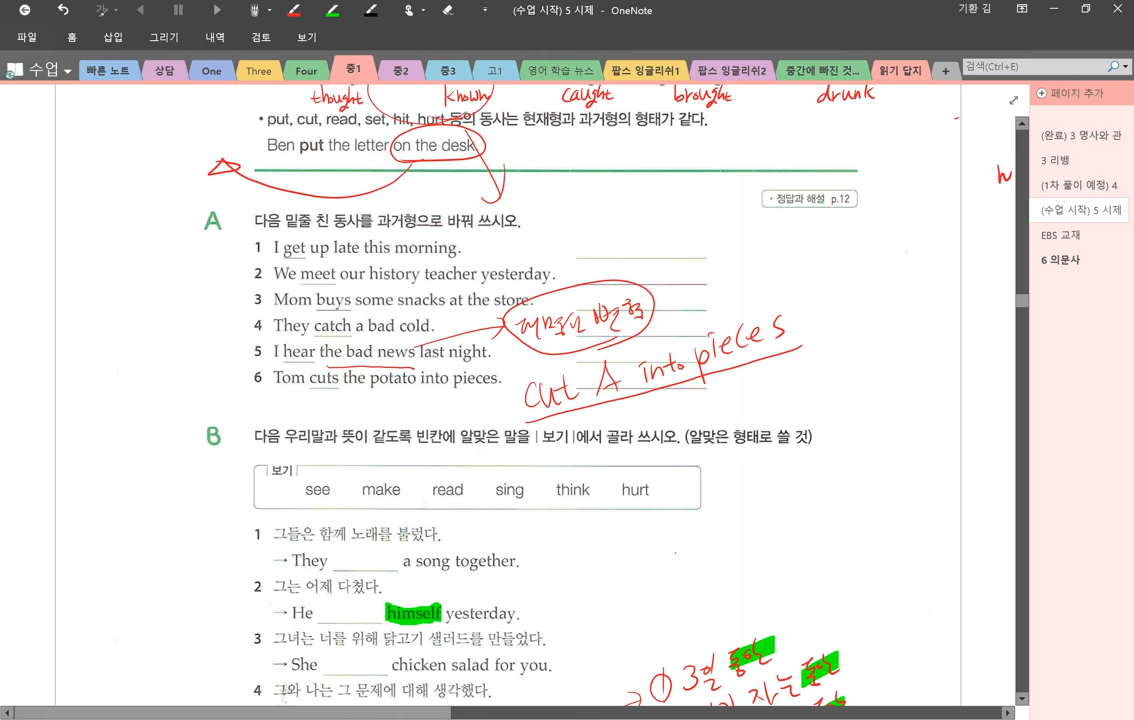 (수업 시작) 5 시제 - OneNote
기환 김
파일 홈 삽입 그리기 내역 검토 보기
수업 빠른 노트 상담 One Three Four 중1 중2 중3 고1 영어 학습 뉴스 팝스 잉글리쉬1 팝스 잉글리쉬2 중간에 빠진 것... 읽기 답지 + 검색(Ctrl+E)
페이지 추가
(완료) 3 명사와 관
3 리뱅
(1차 풀이 예정) 4
(수업 시작) 5 시제
EBS 교재
6 의문사
thought known caught brought drunk
• put, cut, read, set, hit, hurt 등의 동사는 현재형과 과거형의 형태가 같다.
Ben put the letter on the desk
• 정답과 해설 p.12
A 다음 밑줄 친 동사를 과거형으로 바꿔 쓰시오.
1 I get up late this morning.
2 We meet our history teacher yesterday.
3 Mom buys some snacks at the store.
4 They catch a bad cold.
5 I hear the bad news last night.
6 Tom cuts the potato into pieces.
cut A into pieces
B 다음 우리말과 뜻이 같도록 빈칸에 알맞은 말을 |보기|에서 골라 쓰시오. (알맞은 형태로 쓸 것)
보기
see make read sing think hurt
1 그들은 함께 노래를 불렀다.
→ They ______ a song together.
2 그는 어제 다쳤다.
→ He ______ himself yesterday.
3 그녀는 너를 위해 닭고기 샐러드를 만들었다.
→ She ______ chicken salad for you.
4 그와 나는 그 문제에 대해 생각했다.
① 3일 동안